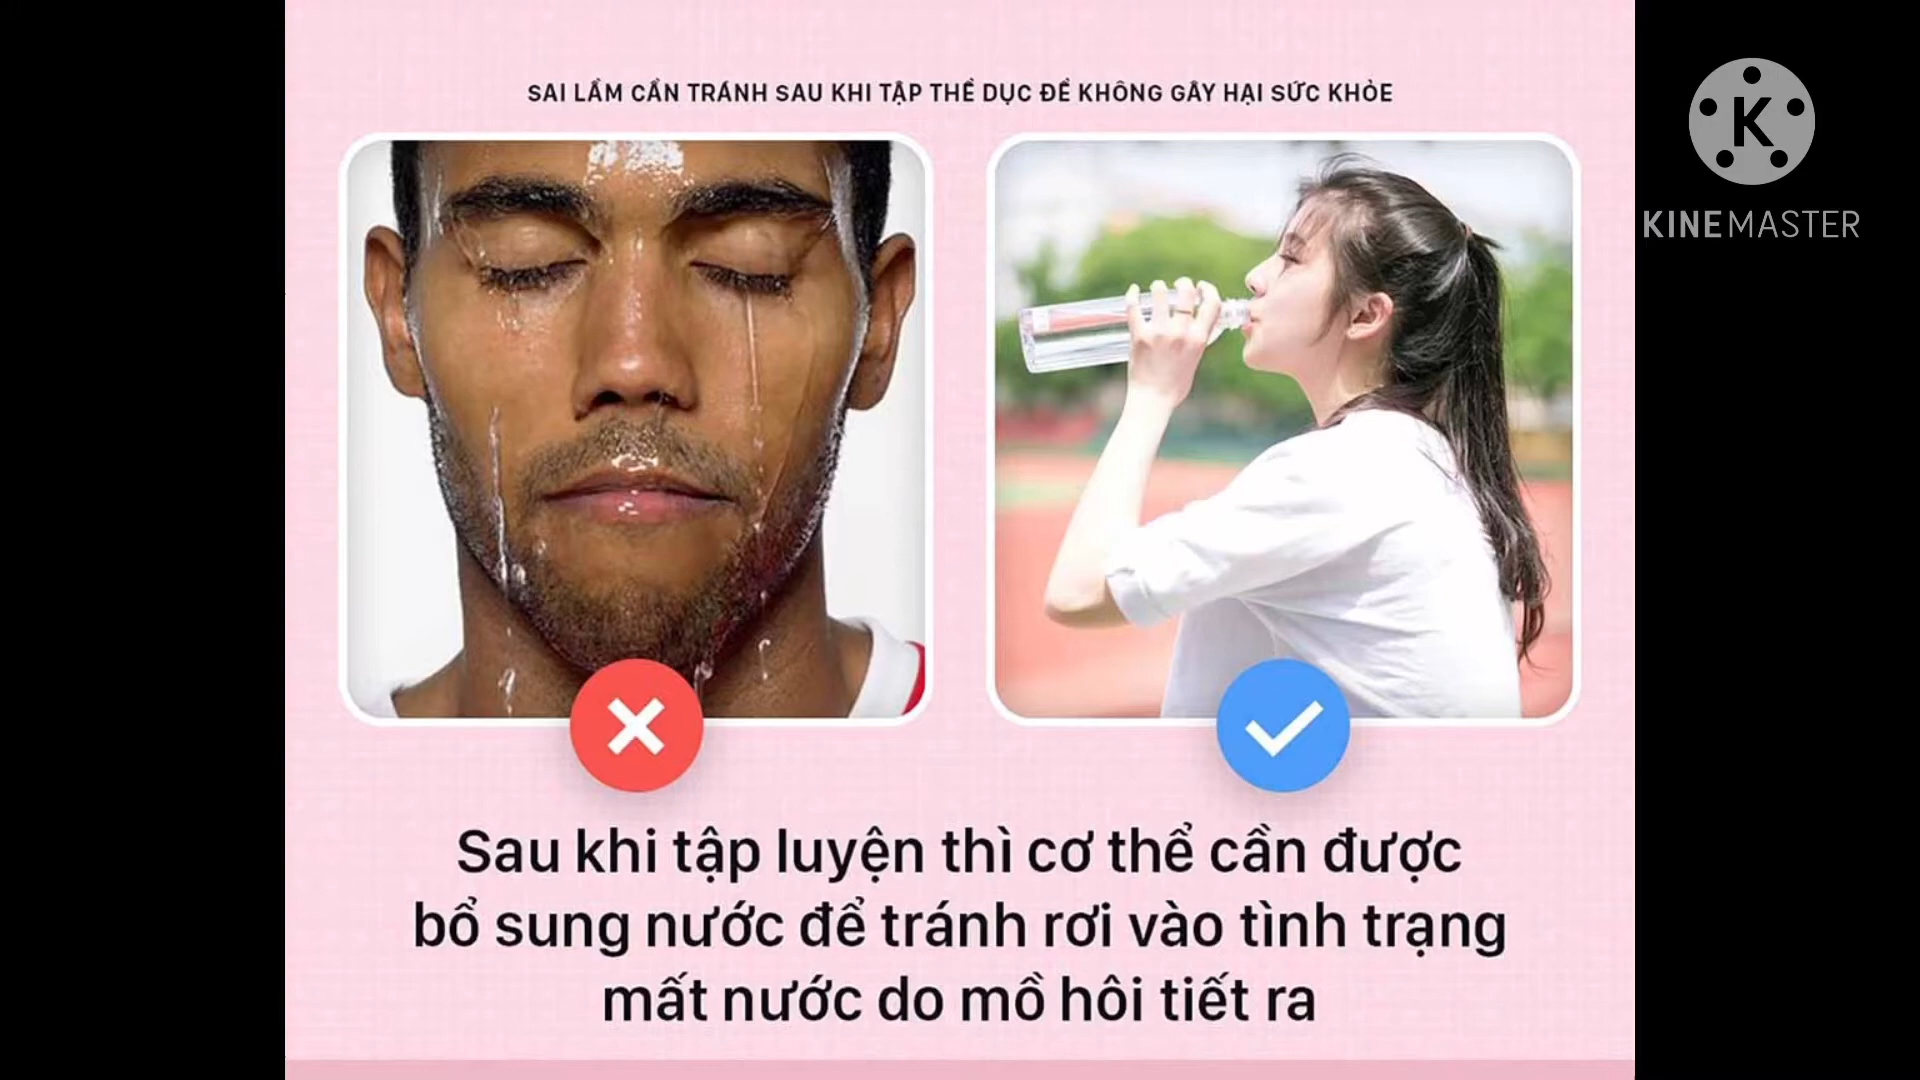 SAI LẦM CẦN TRÁNH SAU KHI TẬP THỂ DỤC ĐỂ KHÔNG GÂY HẠI SỨC KHỎE
K
KINEMASTER
Sau khi tập luyện thì cơ thể cần được
bổ sung nước để tránh rơi vào tình trạng
mất nước do mồ hôi tiết ra